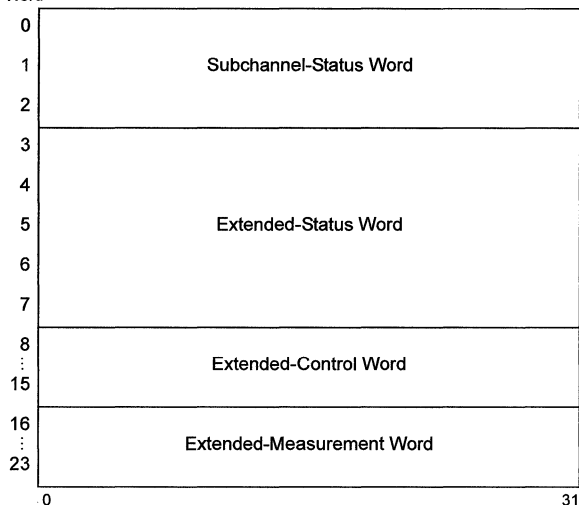 0
1 Subchannel-Status Word
2
3
4
5 Extended-Status Word
6
7
8
⋮ Extended-Control Word
15
16
⋮ Extended-Measurement Word
23
0 31